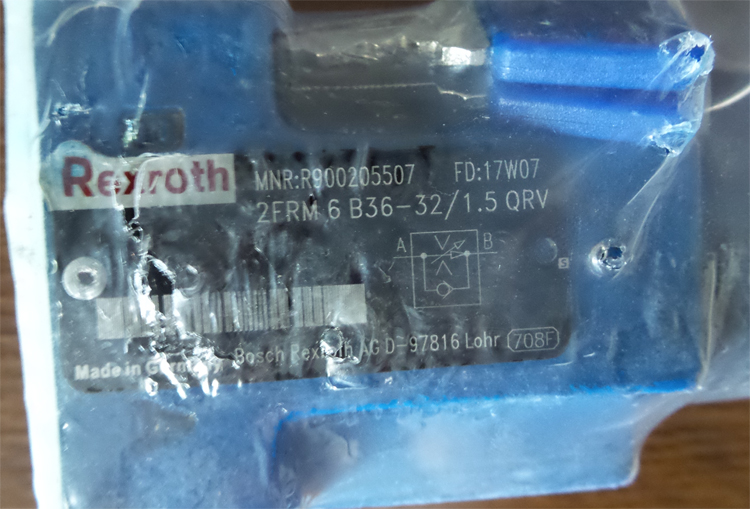 Rexroth
MNR:R900205507 FD:17W07
2FRM 6 B36-32/1.5 QRV
A B
S
Bosch Rexroth AG D-97816 Lohr 708F
Made in Germany